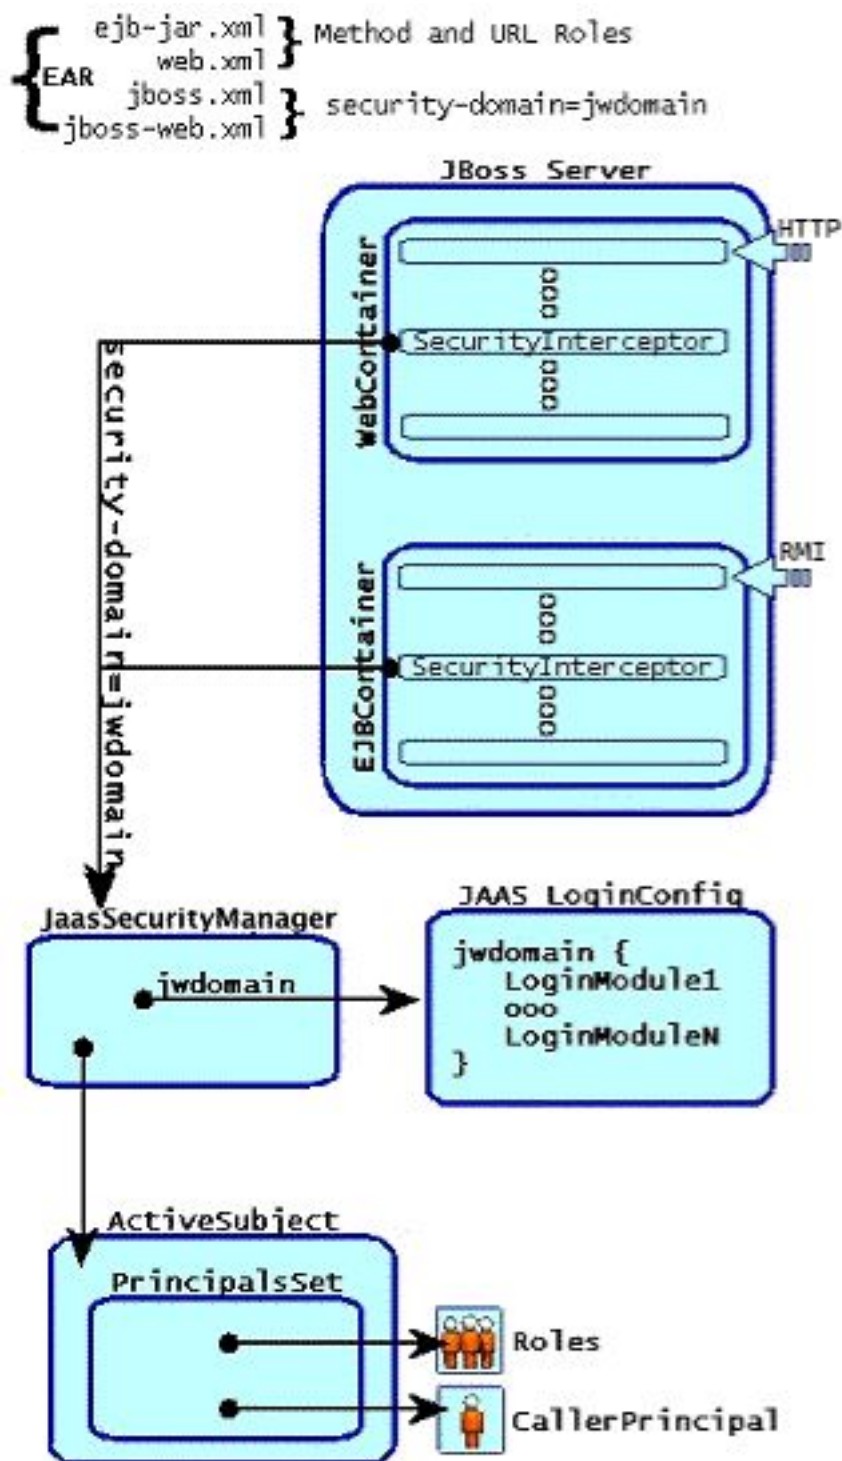 ejb-jar.xml } Method and URL Roles
web.xml
{ EAR
jboss.xml } security-domain=jwdomain
jboss-web.xml
JBoss Server
HTTP
WebContainer
SecurityInterceptor
security-domain=jwdomain
RMI
EJBContainer
SecurityInterceptor
JaasSecurityManager
jwdomain
JAAS LoginConfig
jwdomain {
LoginModule1
ooo
LoginModuleN
}
ActiveSubject
PrincipalsSet
Roles
CallerPrincipal